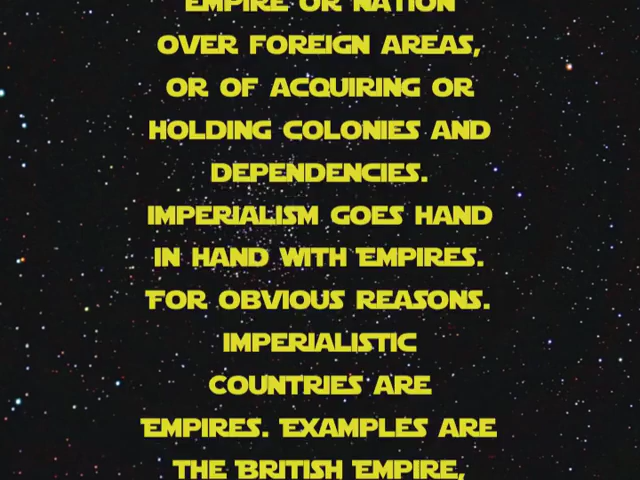 EMPIRE OR NATION
OVER FOREIGN AREAS,
OR OF ACQUIRING OR
HOLDING COLONIES AND
DEPENDENCIES.
IMPERIALISM GOES HAND
IN HAND WITH EMPIRES.
FOR OBVIOUS REASONS.
IMPERIALISTIC
COUNTRIES ARE
EMPIRES. EXAMPLES ARE
THE BRITISH EMPIRE,